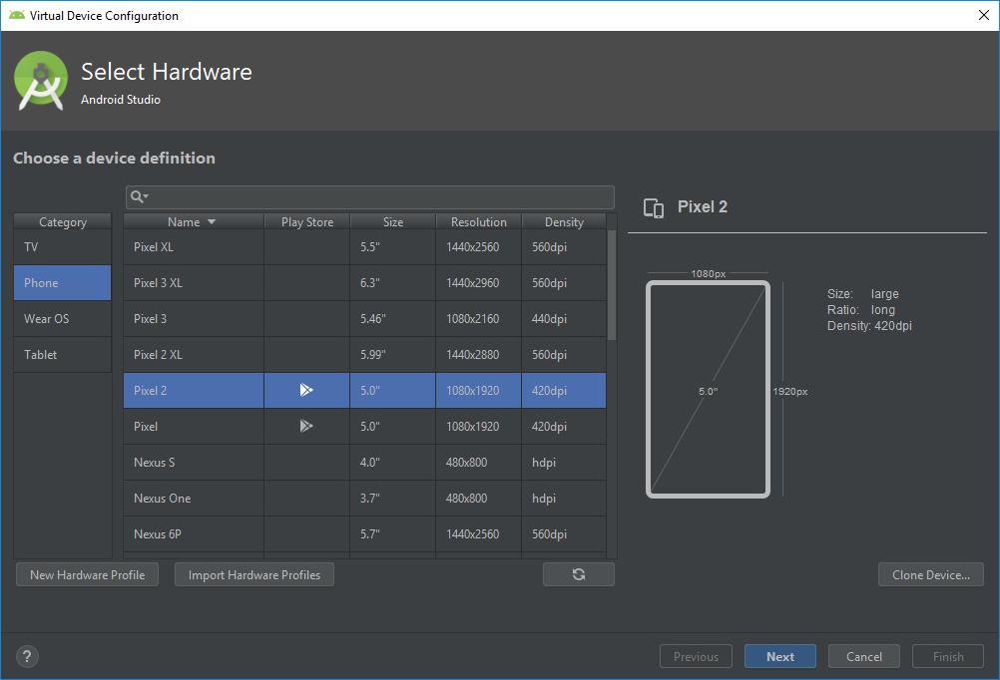 Virtual Device Configuration
Select Hardware
Android Studio
Choose a device definition
Category
TV
Phone
Wear OS
Tablet
Name Play Store Size Resolution Density
Pixel XL 5.5" 1440x2560 560dpi
Pixel 3 XL 6.3" 1440x2960 560dpi
Pixel 3 5.46" 1080x2160 440dpi
Pixel 2 XL 5.99" 1440x2880 560dpi
Pixel 2 5.0" 1080x1920 420dpi
Pixel 5.0" 1080x1920 420dpi
Nexus S 4.0" 480x800 hdpi
Nexus One 3.7" 480x800 hdpi
Nexus 6P 5.7" 1440x2560 560dpi
Pixel 2
1080px
5.0"
1920px
Size: large
Ratio: long
Density: 420dpi
New Hardware Profile Import Hardware Profiles Clone Device...
? Previous Next Cancel Finish